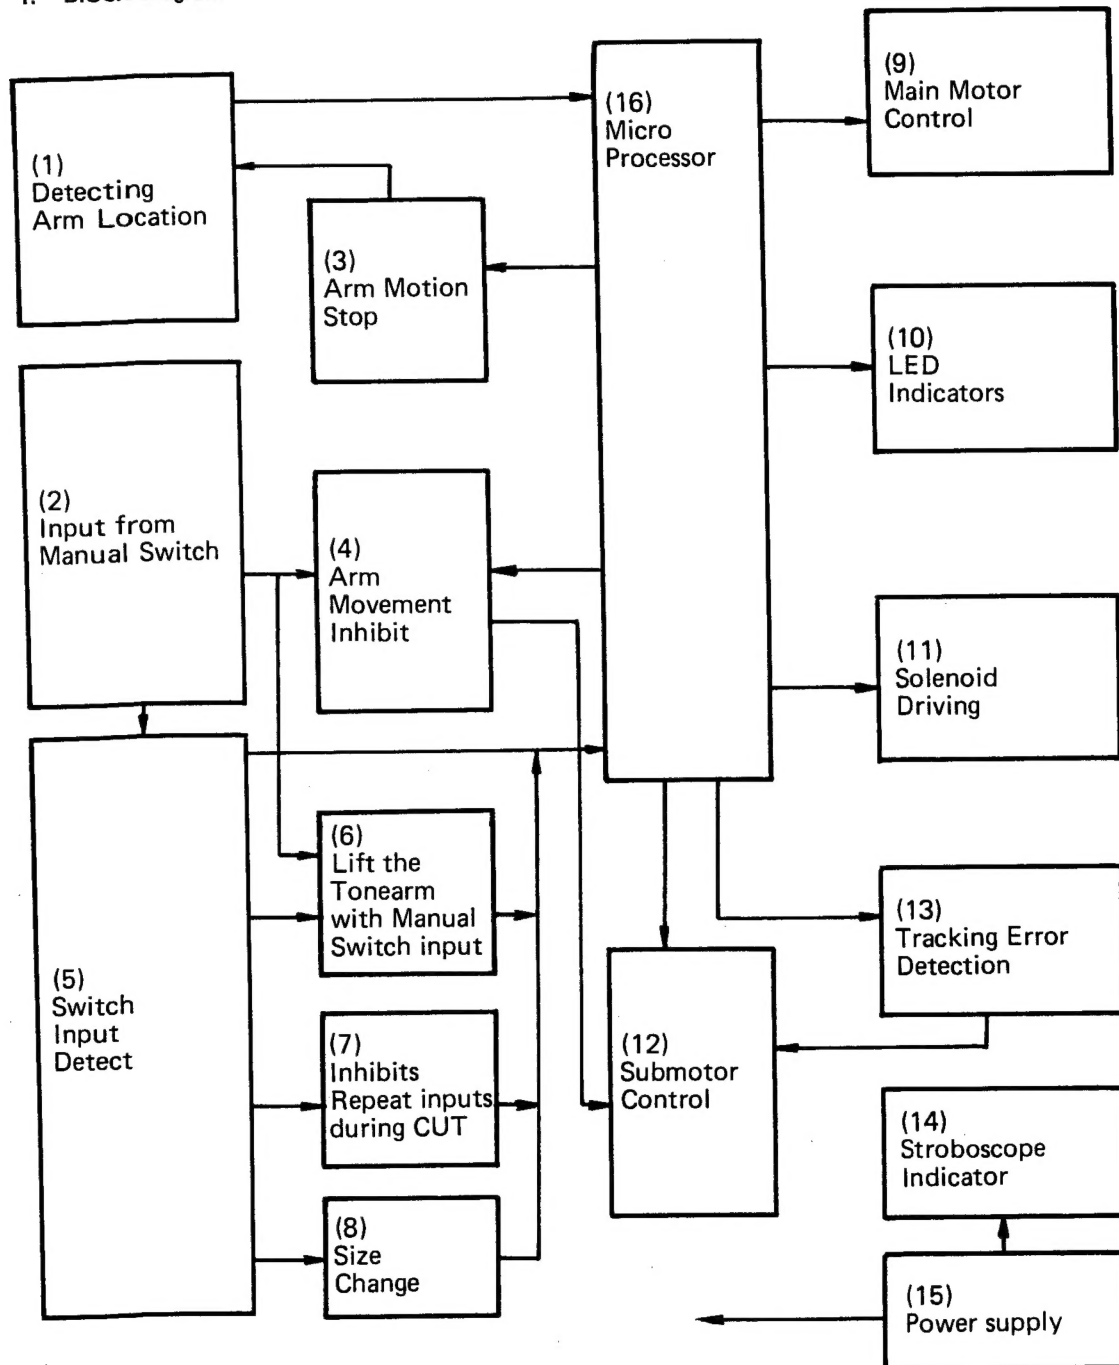 (1)
Detecting
Arm Location
(2)
Input from
Manual Switch
(3)
Arm Motion
Stop
(4)
Arm
Movement
Inhibit
(5)
Switch
Input
Detect
(6)
Lift the
Tonearm
with Manual
Switch input
(7)
Inhibits
Repeat inputs
during CUT
(8)
Size
Change
(16)
Micro
Processor
(9)
Main Motor
Control
(10)
LED
Indicators
(11)
Solenoid
Driving
(12)
Submotor
Control
(13)
Tracking Error
Detection
(14)
Stroboscope
Indicator
(15)
Power supply